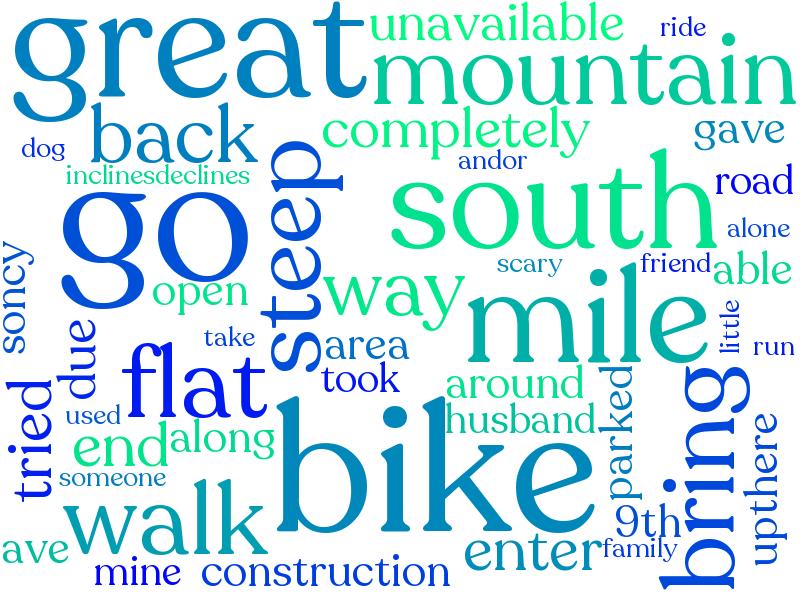 great
unavailable
ride
mountain
back
completely
gave
dog
andor
inclinesdeclines
steep
south
road
go
alone
soncy
scary
friend
able
open
way
mile
little
due
take
area
run
flat
took
around
parked
bring
tried
used
husband
along
end
bike
upthere
someone
walk
9th
ave
enter
family
mine
construction